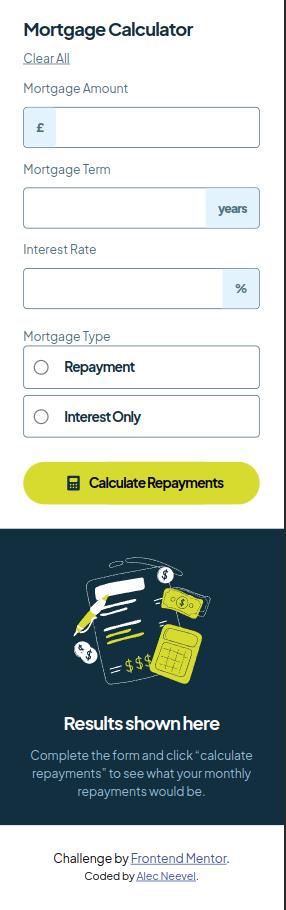 Mortgage Calculator
Clear All
Mortgage Amount
£
Mortgage Term
years
Interest Rate
%
Mortgage Type
Repayment
Interest Only
Calculate Repayments
$
$
$
$$$
$
Results shown here
Complete the form and click “calculate
repayments” to see what your monthly
repayments would be.
Challenge by Frontend Mentor.
Coded by Alec Neevel.